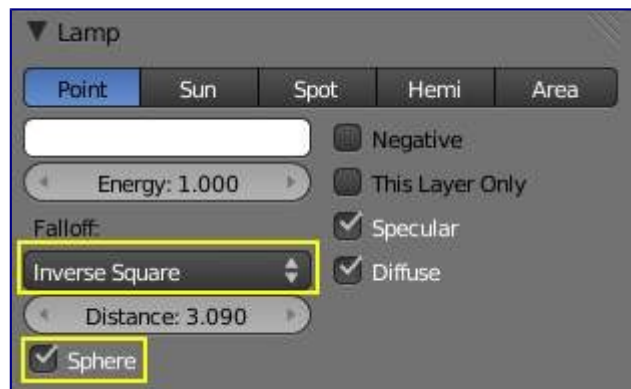 Lamp
Point Sun Spot Hemi Area
Negative
Energy: 1.000 This Layer Only
Falloff: Specular
Inverse Square Diffuse
Distance: 3.090
Sphere